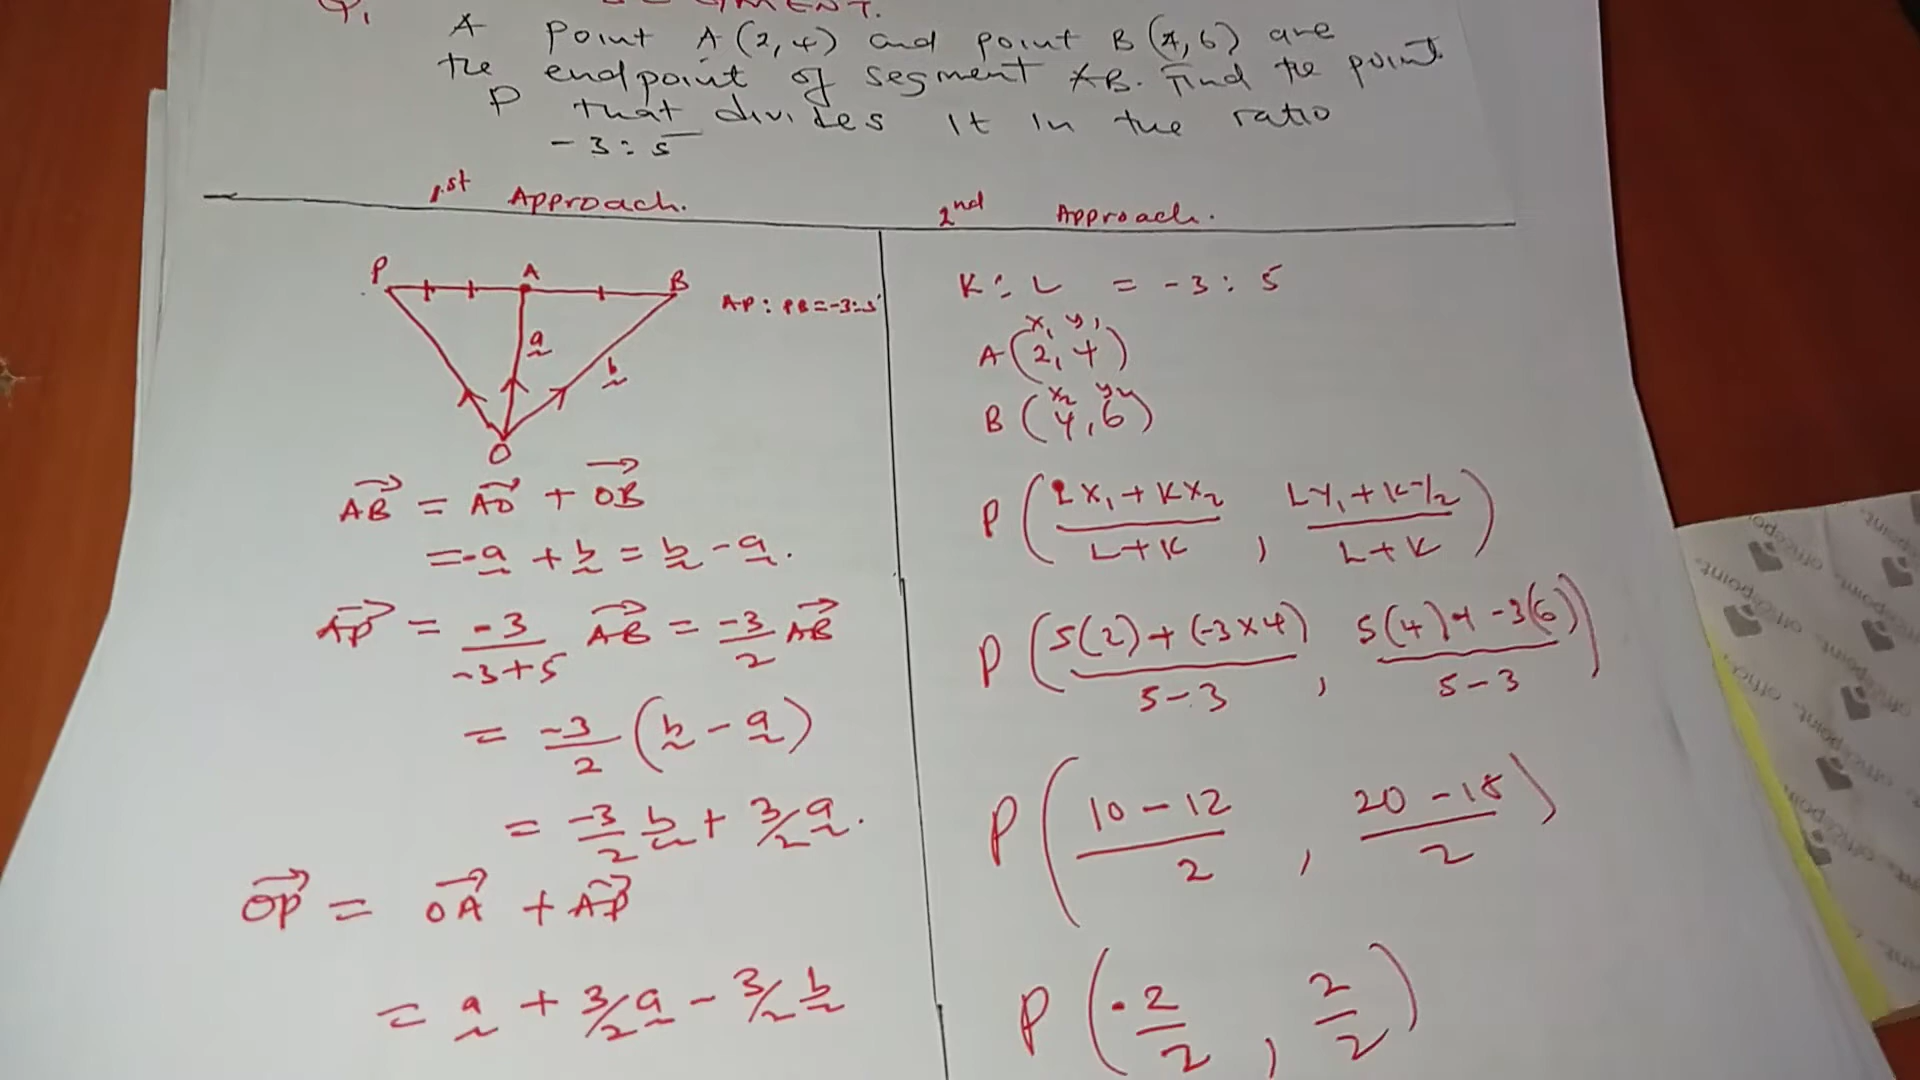 Q1
A point A(2,4) and point B(4,6) are
the endpoint of segment AB. Find the point
P that divides it in the ratio
-3:5
1st Approach.
P A B
AP:PB=-3:5
a
b
O
AB = AO + OB
=-a + b = b - a.
AP = -3/-3+5 AB = -3/2 AB
= -3/2 (b - a)
= -3/2 b + 3/2 a.
OP = OA + AP
= a + 3/2 a - 3/2 b
2nd Approach.
K:L = -3:5
x1 y1
A(2,4)
x2 y2
B(4,6)
P(Lx1+Kx2/L+K, Ly1+Ky2/L+K)
P(5(2)+(-3×4)/5-3, 5(4)+-3(6)/5-3)
P(10-12/2, 20-18/2)
P(-2/2, 2/2)
officepoint